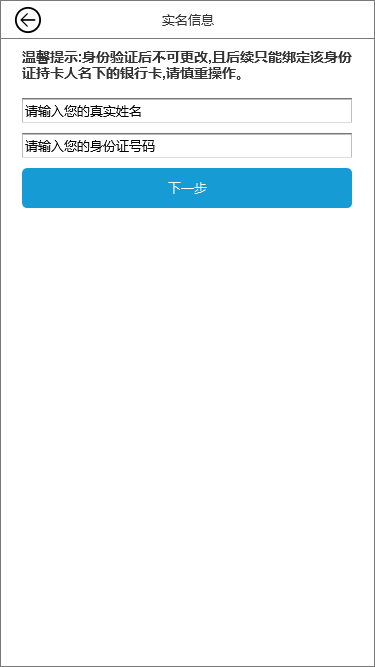 实名信息
温馨提示:身份验证后不可更改,且后续只能绑定该身份
证持卡人名下的银行卡,请慎重操作。
请输入您的真实姓名
请输入您的身份证号码
下一步